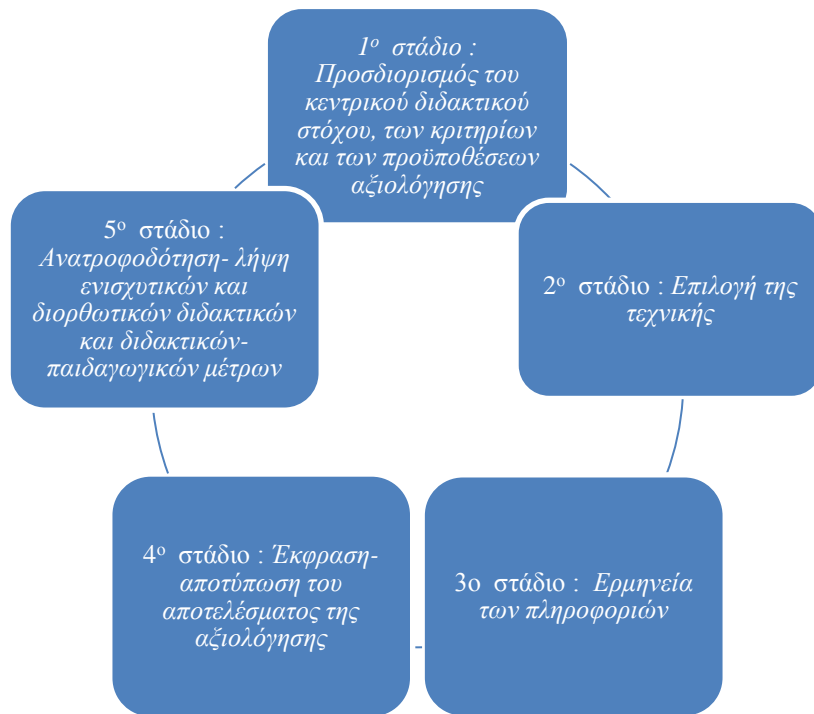 1ο στάδιο :
Προσδιορισμός του
κεντρικού διδακτικού
στόχου, των κριτηρίων
και των προϋποθέσεων
αξιολόγησης
2ο στάδιο : Επιλογή της
τεχνικής
3ο στάδιο : Ερμηνεία
των πληροφοριών
4ο στάδιο : Έκφραση-
αποτύπωση του
αποτελέσματος της
αξιολόγησης
5ο στάδιο :
Ανατροφοδότηση- λήψη
ενισχυτικών και
διορθωτικών διδακτικών
και διδακτικών-
παιδαγωγικών μέτρων